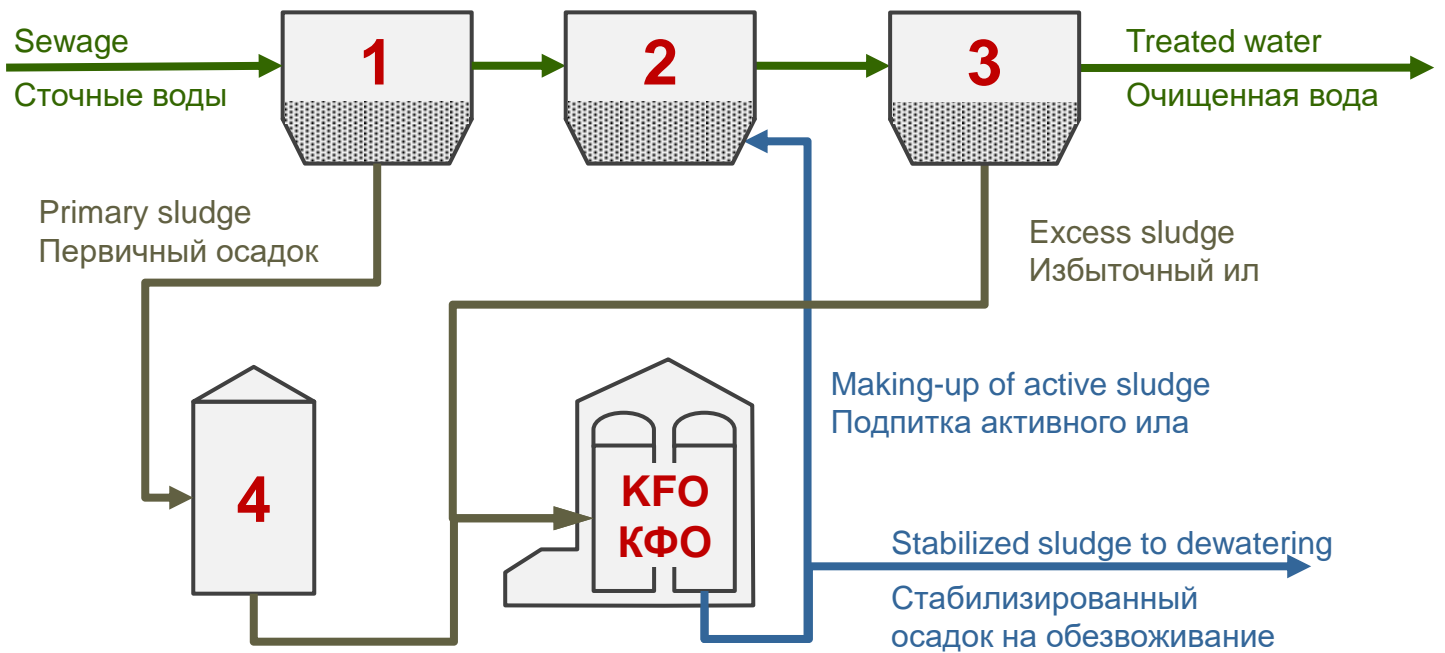 Sewage
Сточные воды
1
2
3
Treated water
Очищенная вода
Primary sludge
Первичный осадок
Excess sludge
Избыточный ил
Making-up of active sludge
Подпитка активного ила
4
KFO
КФО
Stabilized sludge to dewatering
Стабилизированный
осадок на обезвоживание